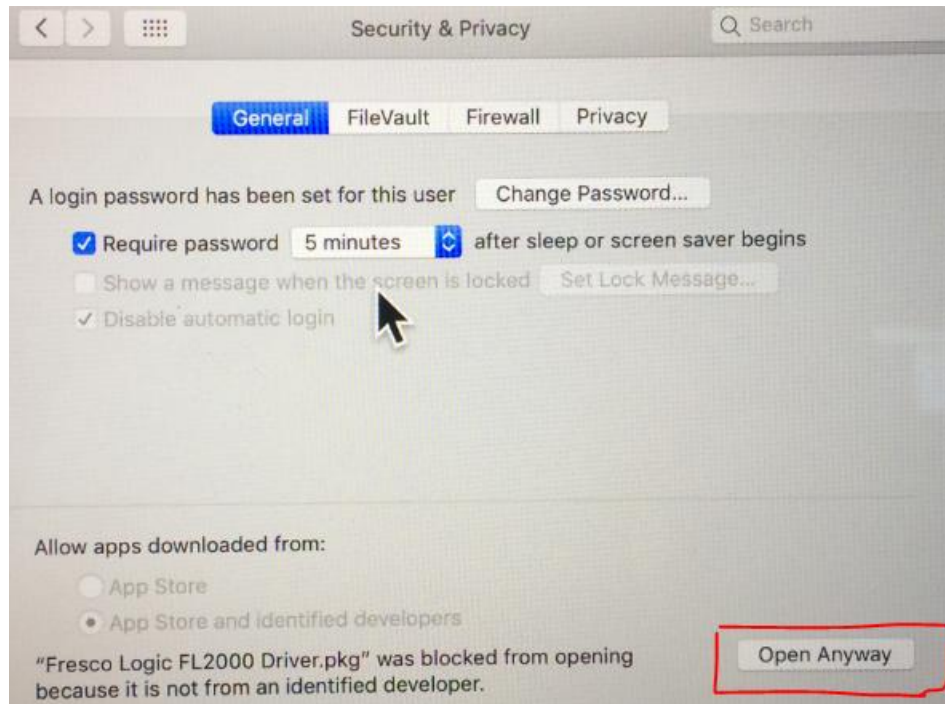 Security & Privacy
Search
General FileVault Firewall Privacy
A login password has been set for this user Change Password...
Require password 5 minutes after sleep or screen saver begins
Show a message when the screen is locked Set Lock Message...
Disable automatic login
Allow apps downloaded from:
App Store
App Store and identified developers
"Fresco Logic FL2000 Driver.pkg" was blocked from opening
because it is not from an identified developer.
Open Anyway